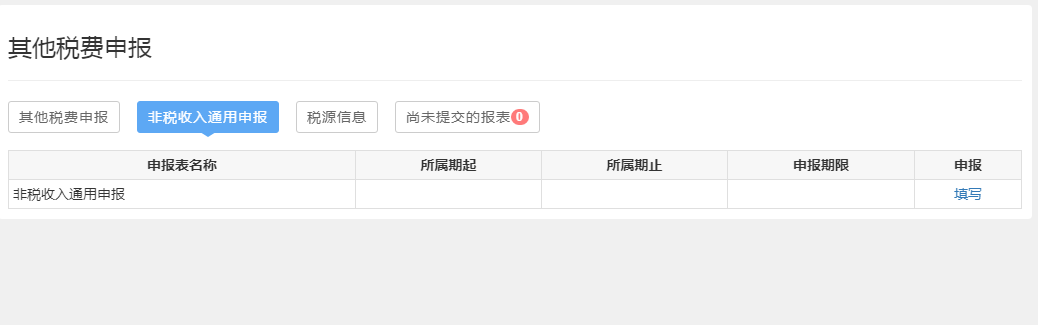 其他税费申报
其他税费申报 非税收入通用申报 税源信息 尚未提交的报表0
申报表名称 所属期起 所属期止 申报期限 申报
非税收入通用申报 填写